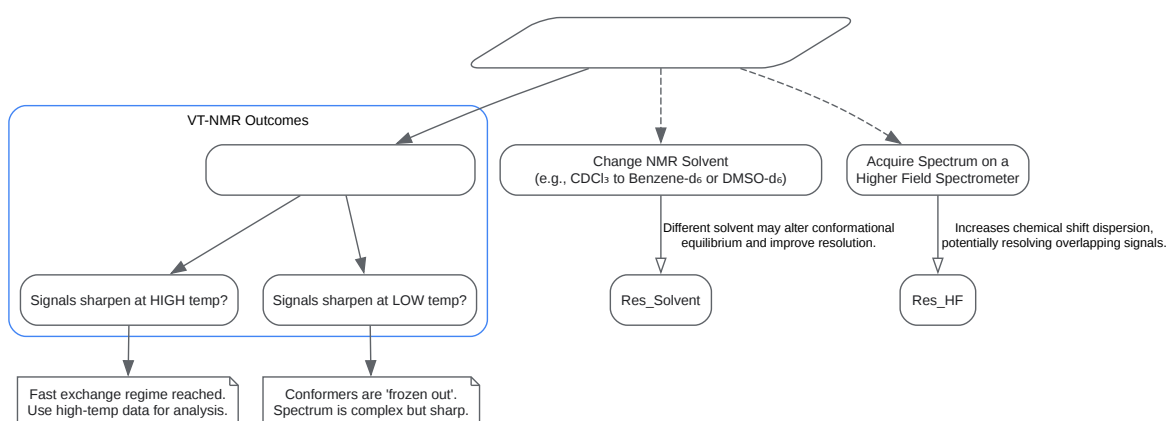 VT-NMR Outcomes
Change NMR Solvent
(e.g., CDCl₃ to Benzene-d₆ or DMSO-d₆)
Acquire Spectrum on a
Higher Field Spectrometer
Different solvent may alter conformational
equilibrium and improve resolution.
Increases chemical shift dispersion,
potentially resolving overlapping signals.
Signals sharpen at HIGH temp?
Signals sharpen at LOW temp?
Res_Solvent
Res_HF
Fast exchange regime reached.
Use high-temp data for analysis.
Conformers are 'frozen out'.
Spectrum is complex but sharp.